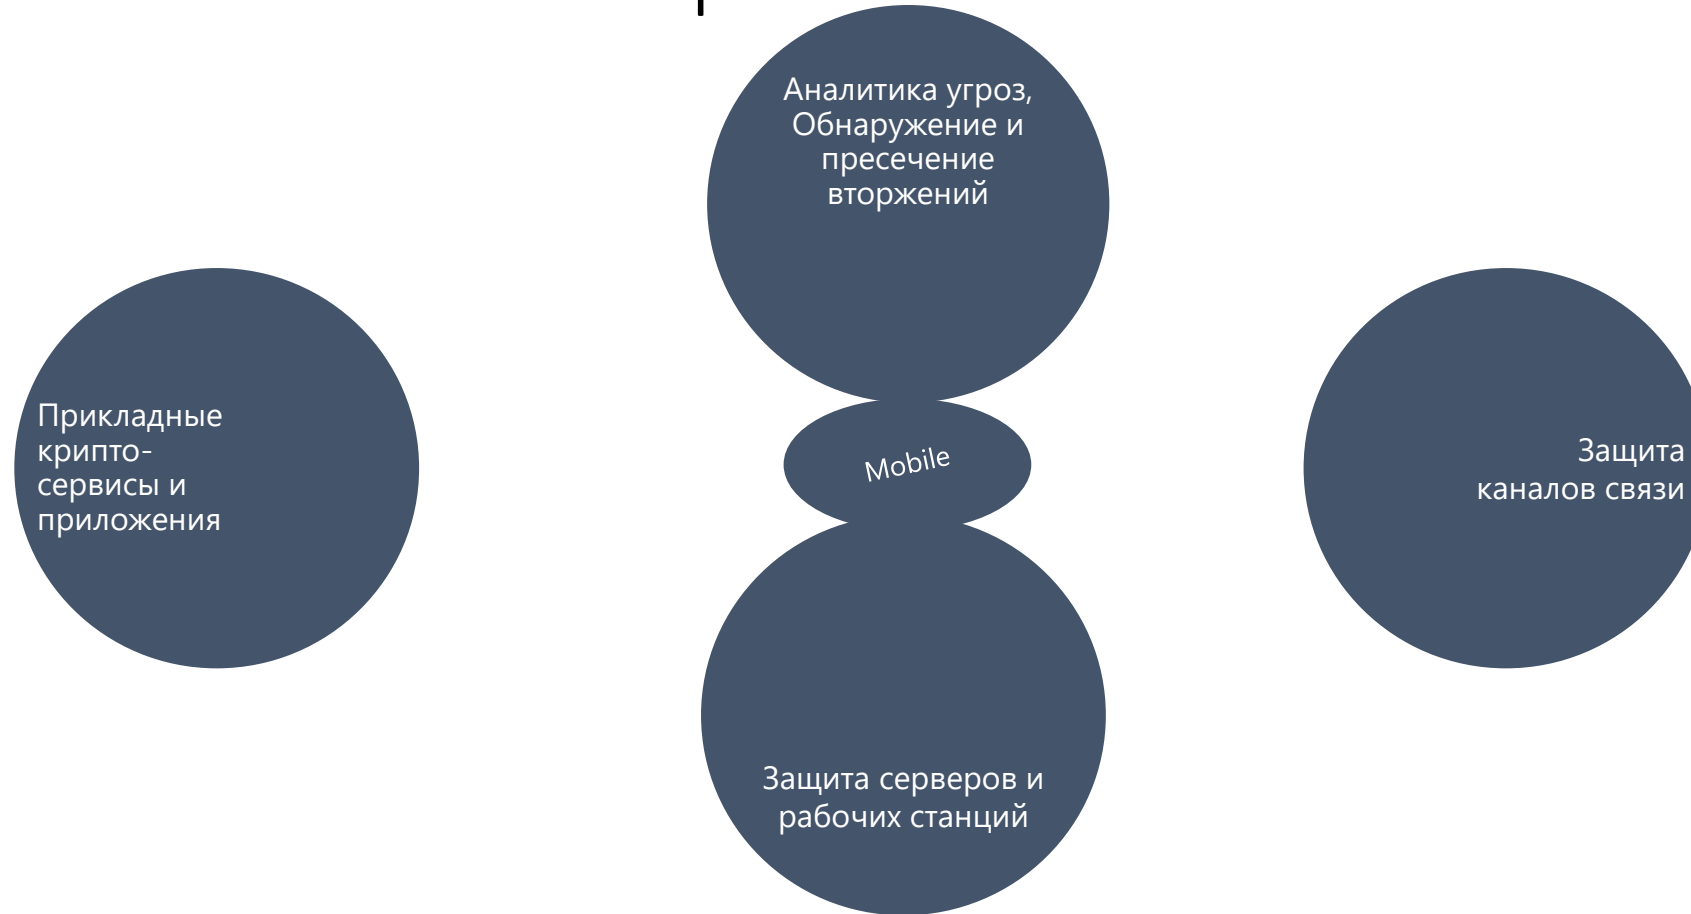 Аналитика угроз,
Обнаружение и
пресечение
вторжений
Прикладные
крипто-
сервисы и
приложения
Mobile
Защита
каналов связи
Защита серверов и
рабочих станций